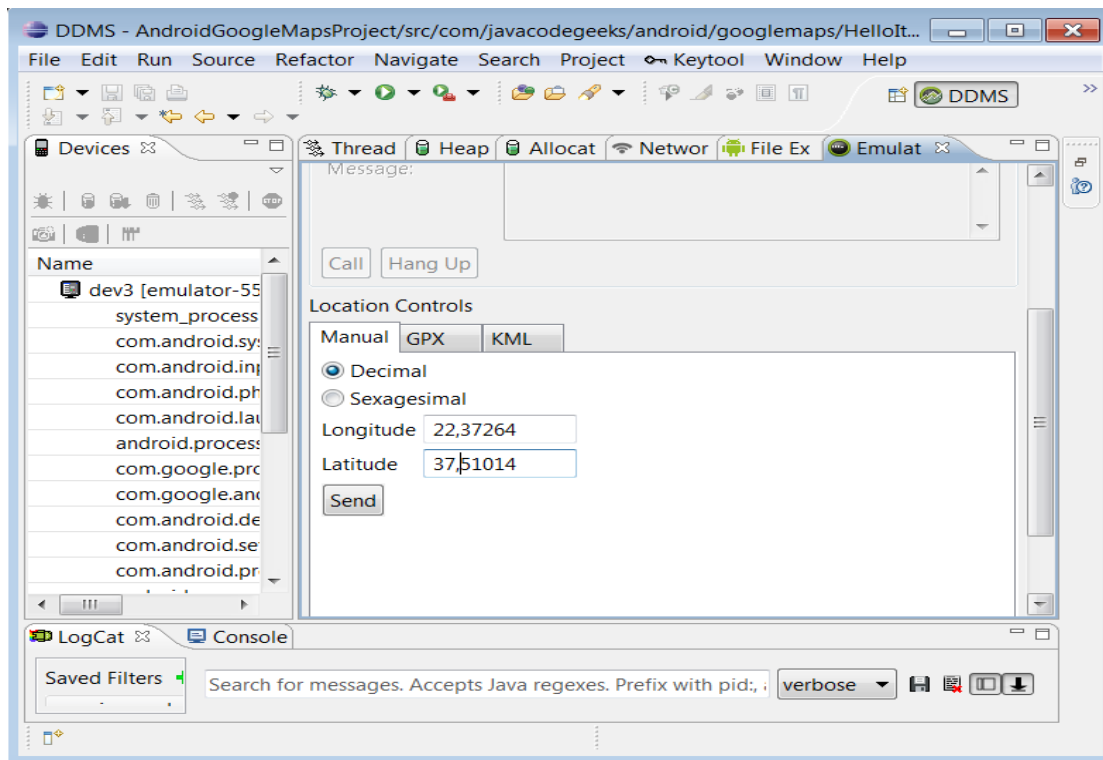 DDMS - AndroidGoogleMapsProject/src/com/javacodegeeks/android/googlemaps/HelloIt...
File Edit Run Source Refactor Navigate Search Project Keytool Window Help
DDMS
Devices
Thread Heap Allocat Networ File Ex Emulat
Message:
Call Hang Up
Name
dev3 [emulator-55
system_process
com.android.sy
com.android.in
com.android.ph
com.android.la
android.process
com.google.pro
com.google.an
com.android.de
com.android.se
com.android.pr
Location Controls
Manual GPX KML
Decimal
Sexagesimal
Longitude 22,37264
Latitude 37,51014
Send
LogCat Console
Saved Filters
Search for messages. Accepts Java regexes. Prefix with pid:,
verbose